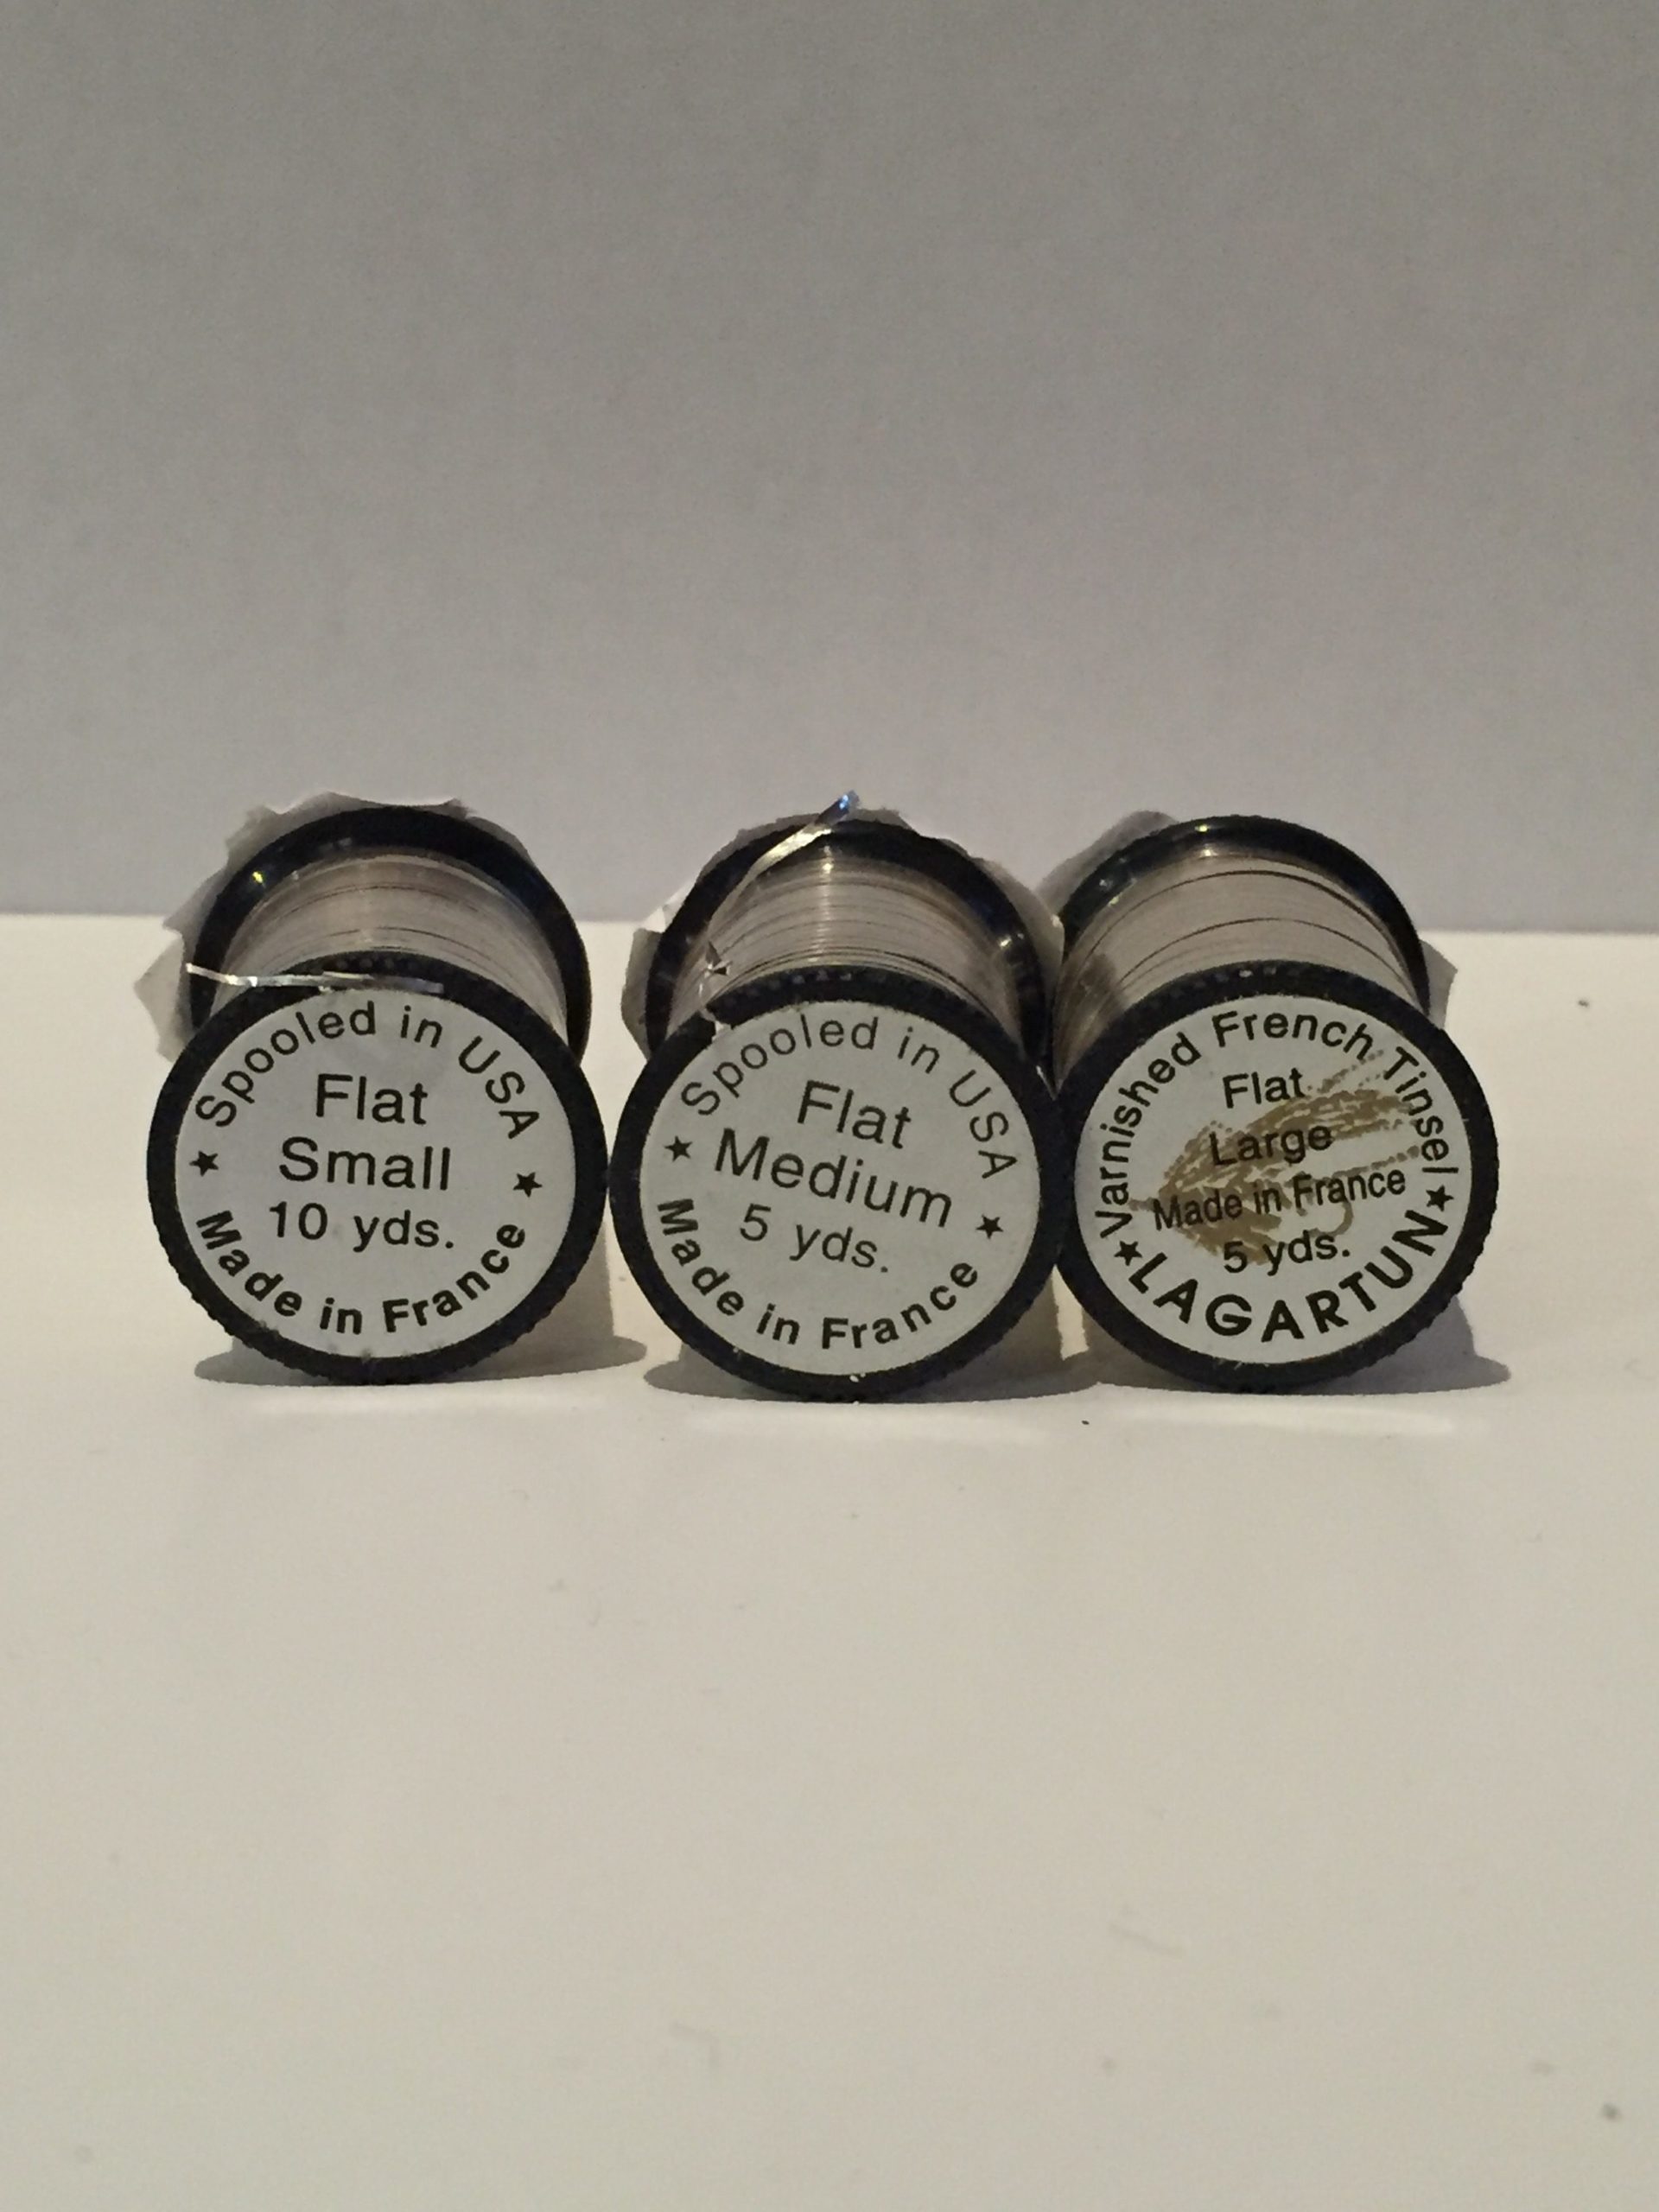 Spooled in USA
Flat
Small
10 yds.
Made in France
Spooled in USA
Flat
Medium
5 yds.
Made in France
Varnished French Tinsel
Flat
Large
Made in France
5 yds.
LAGARTUN